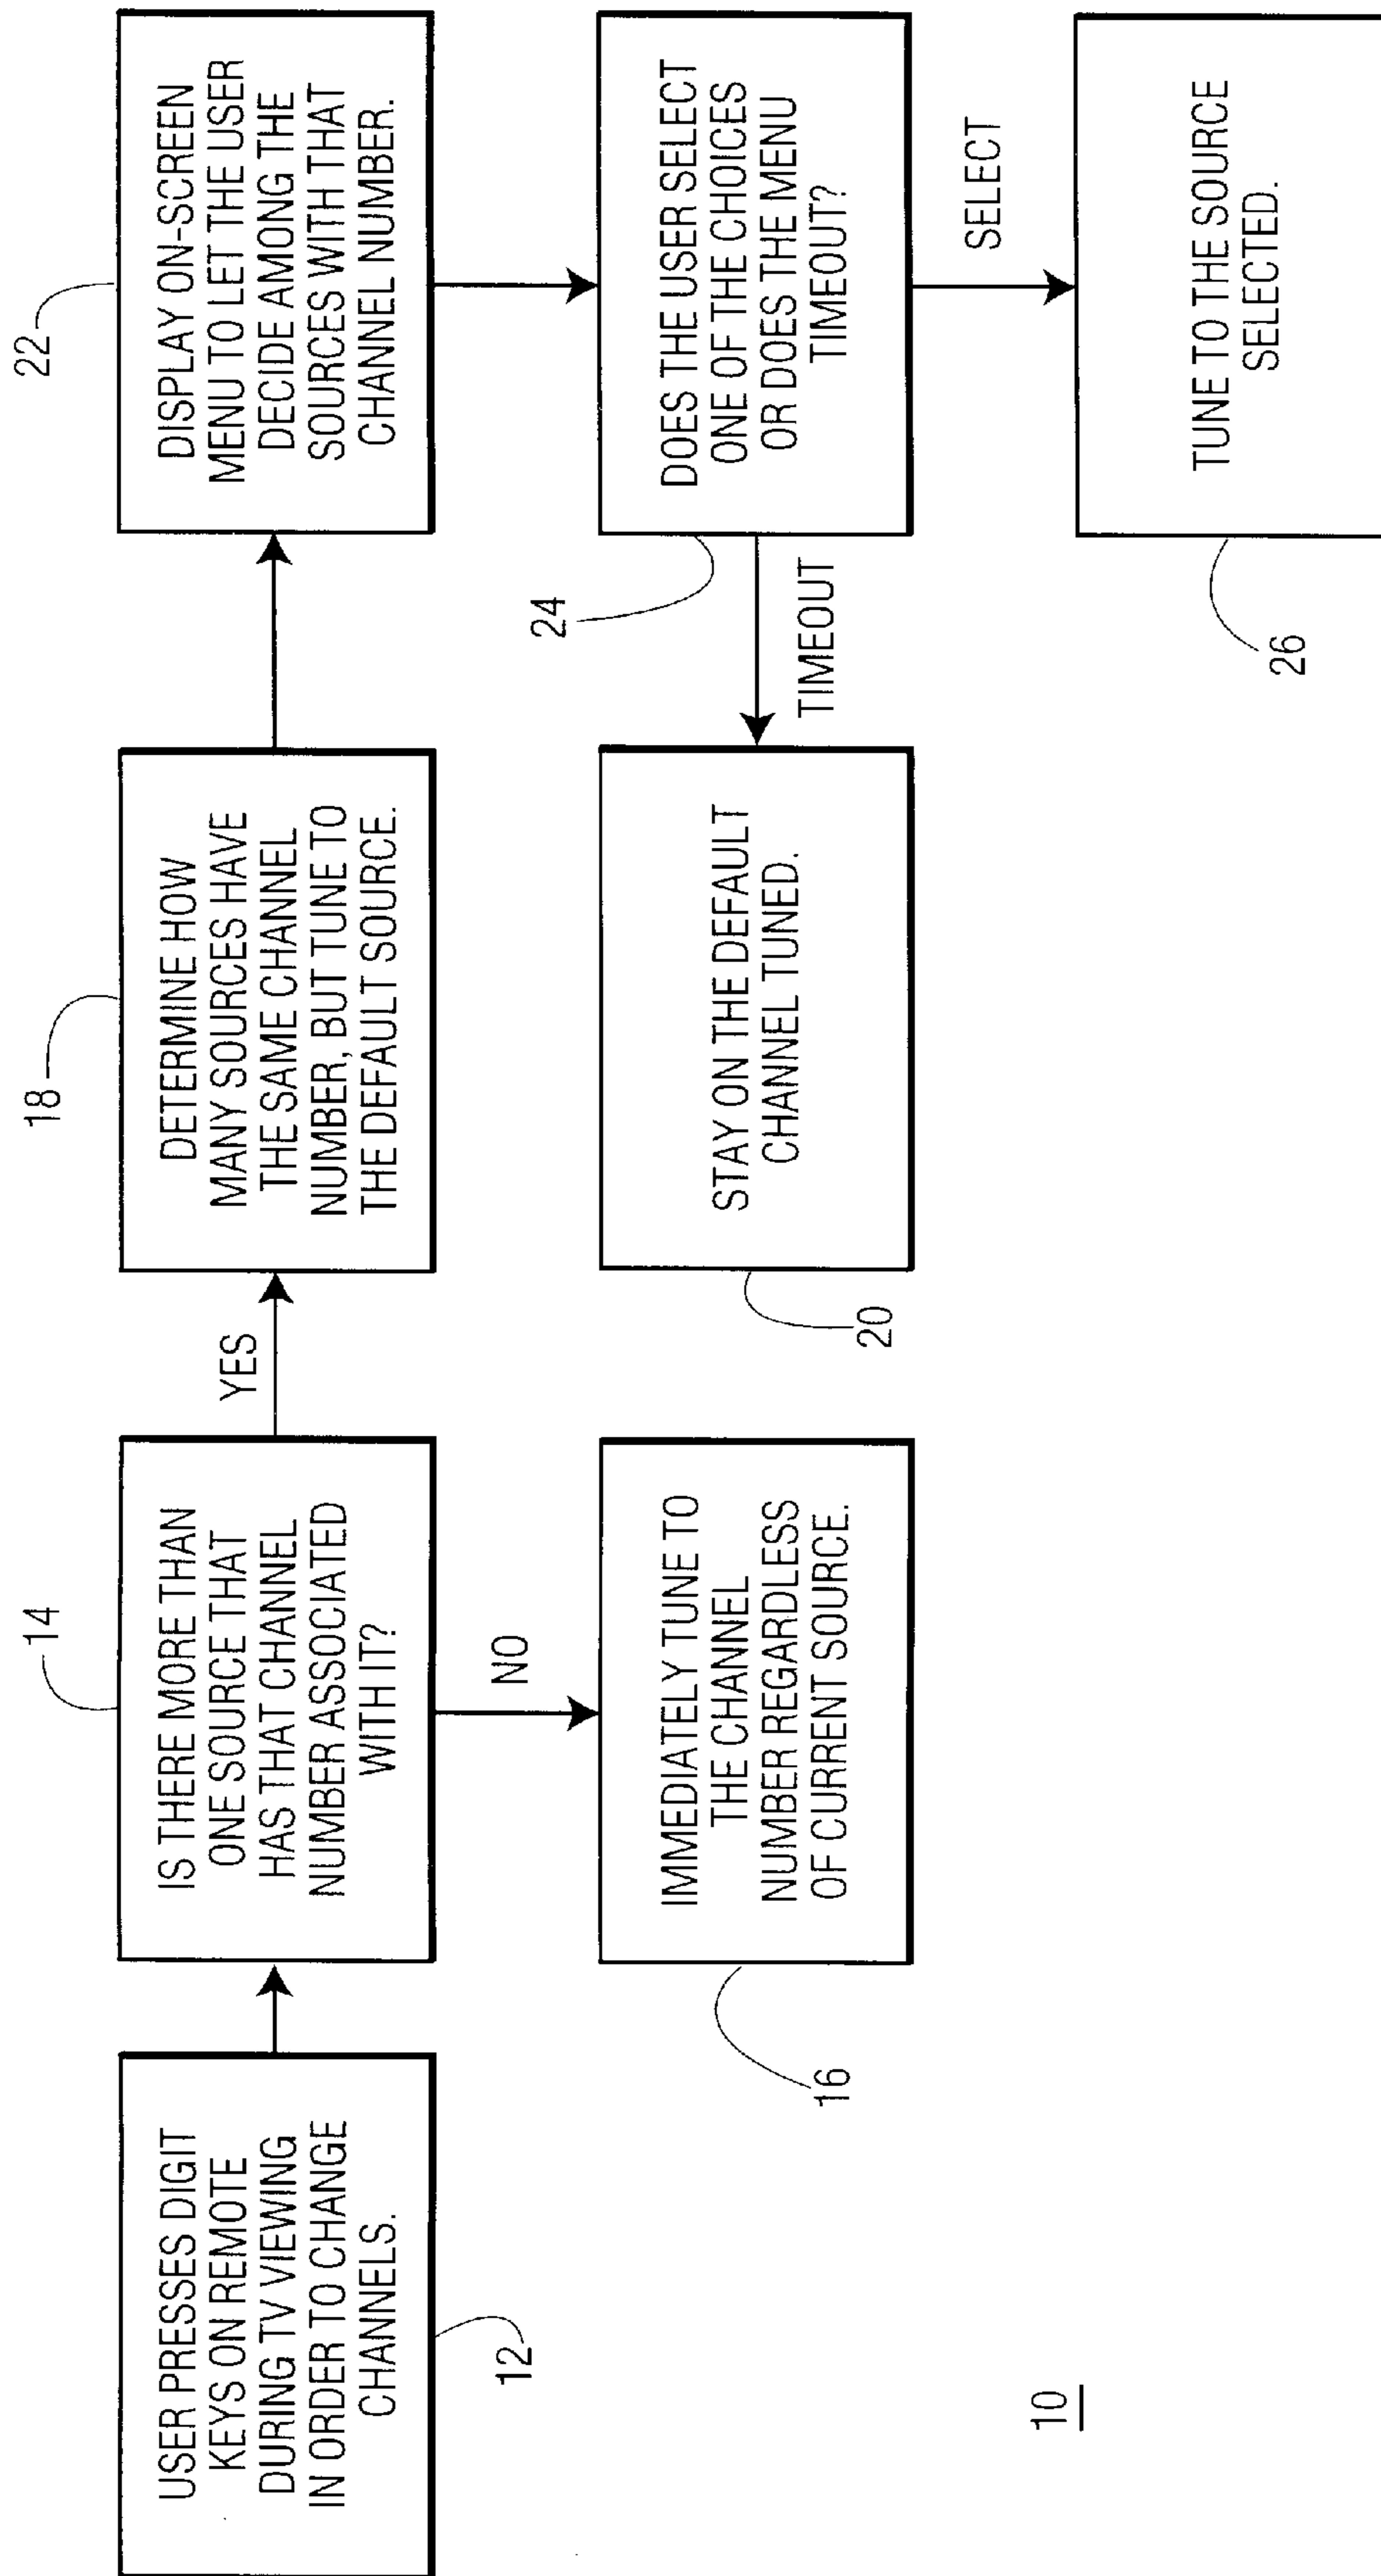 12
USER PRESSES DIGIT
KEYS ON REMOTE
DURING TV VIEWING
IN ORDER TO CHANGE
CHANNELS.
14
IS THERE MORE THAN
ONE SOURCE THAT
HAS THAT CHANNEL
NUMBER ASSOCIATED
WITH IT?
YES
NO
18
DETERMINE HOW
MANY SOURCES HAVE
THE SAME CHANNEL
NUMBER, BUT TUNE TO
THE DEFAULT SOURCE.
22
DISPLAY ON-SCREEN
MENU TO LET THE USER
DECIDE AMONG THE
SOURCES WITH THAT
CHANNEL NUMBER.
16
IMMEDIATELY TUNE TO
THE CHANNEL
NUMBER REGARDLESS
OF CURRENT SOURCE.
20
STAY ON THE DEFAULT
CHANNEL TUNED.
TIMEOUT
24
DOES THE USER SELECT
ONE OF THE CHOICES
OR DOES THE MENU
TIMEOUT?
SELECT
26
TUNE TO THE SOURCE
SELECTED.
10